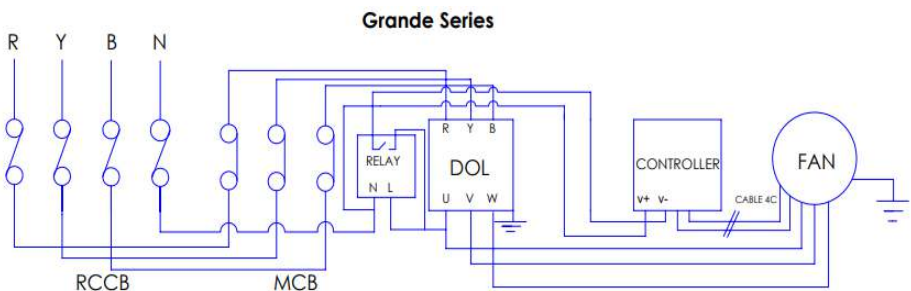 Grande Series
R Y B N
R Y B
RELAY DOL CONTROLLER FAN
N L U V W V+ V- CABLE 4C
RCCB MCB